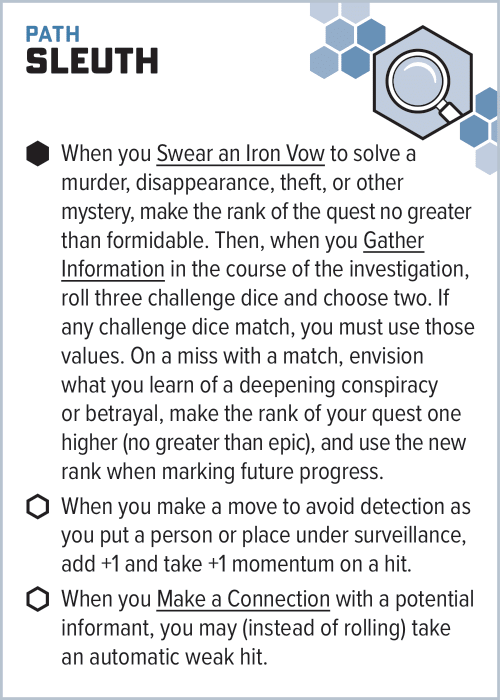 PATH
SLEUTH
When you Swear an Iron Vow to solve a
murder, disappearance, theft, or other
mystery, make the rank of the quest no greater
than formidable. Then, when you Gather
Information in the course of the investigation,
roll three challenge dice and choose two. If
any challenge dice match, you must use those
values. On a miss with a match, envision
what you learn of a deepening conspiracy
or betrayal, make the rank of your quest one
higher (no greater than epic), and use the new
rank when marking future progress.
When you make a move to avoid detection as
you put a person or place under surveillance,
add +1 and take +1 momentum on a hit.
When you Make a Connection with a potential
informant, you may (instead of rolling) take
an automatic weak hit.